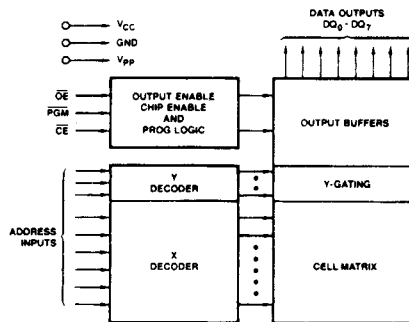 DATA OUTPUTS
DQ0 - DQ7
VCC
GND
VPP
OE
PGM
CE
OUTPUT ENABLE
CHIP ENABLE
AND
PROG LOGIC
OUTPUT BUFFERS
Y
DECODER
Y-GATING
ADDRESS
INPUTS
X
DECODER
CELL MATRIX